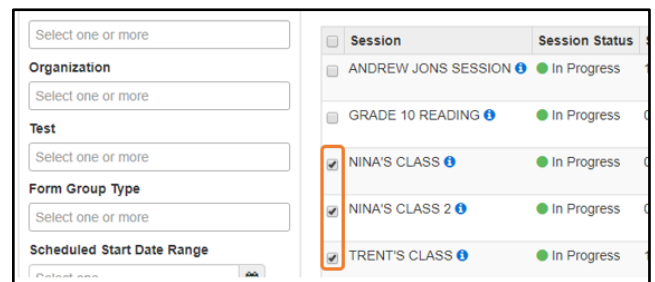 Select one or more
Organization
Select one or more
Test
Select one or more
Form Group Type
Select one or more
Scheduled Start Date Range
Select one
Session Session Status
ANDREW JONS SESSION In Progress
GRADE 10 READING In Progress
NINA'S CLASS In Progress
NINA'S CLASS 2 In Progress
TRENT'S CLASS In Progress